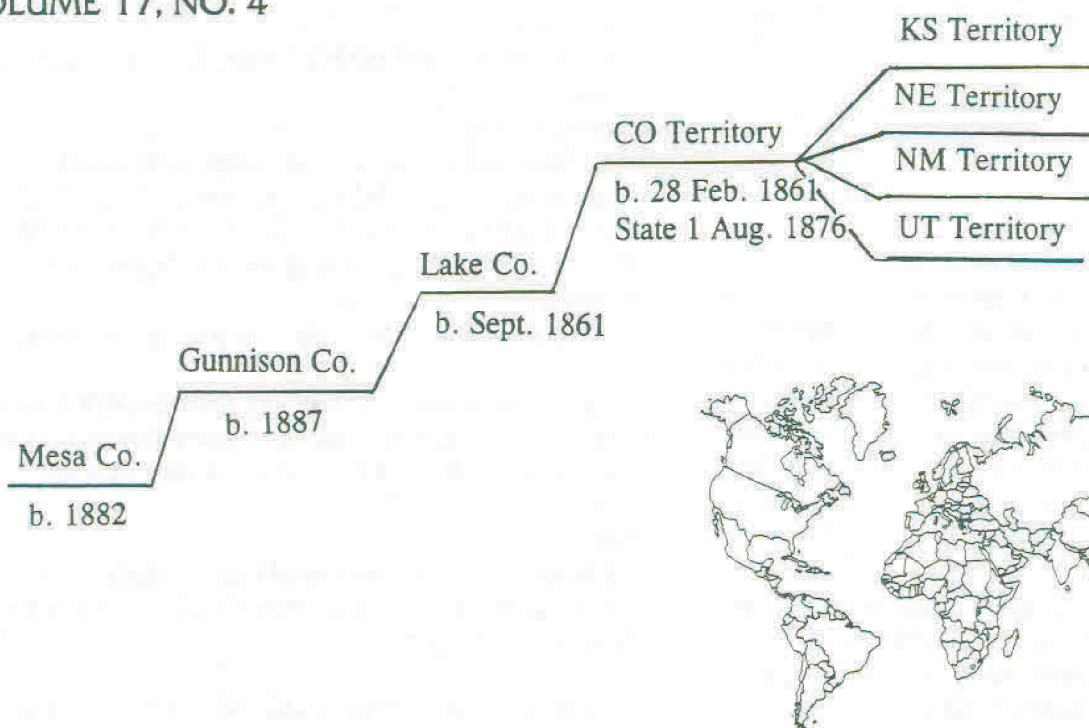 VOLUME 17, NO. 4
KS Territory
NE Territory
CO Territory
NM Territory
b. 28 Feb. 1861
State 1 Aug. 1876
UT Territory
Lake Co.
b. Sept. 1861
Gunnison Co.
b. 1887
Mesa Co.
b. 1882